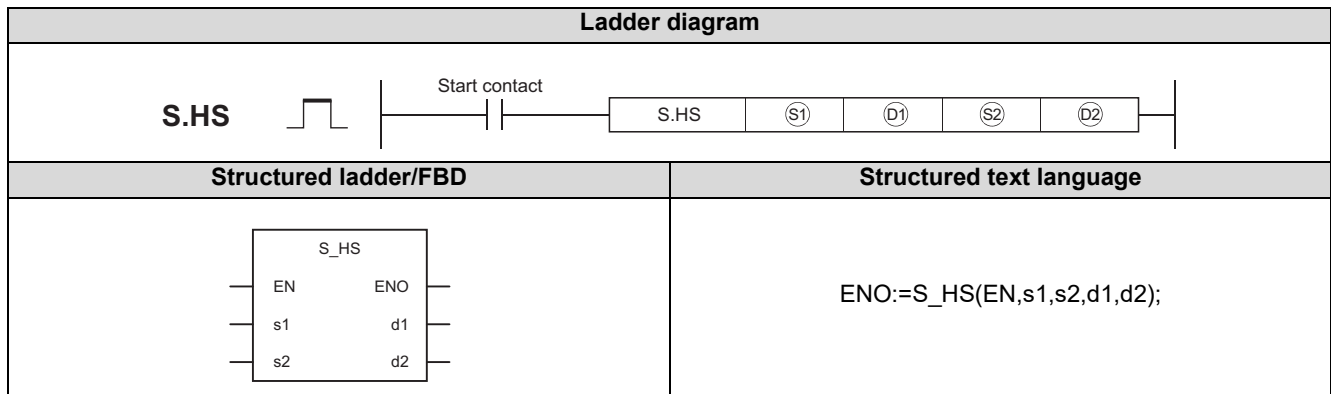 Ladder diagram
Start contact
S.HS S.HS S1 D1 S2 D2
Structured ladder/FBD Structured text language
S_HS
EN ENO
s1 d1
s2 d2
ENO:=S_HS(EN,s1,s2,d1,d2);